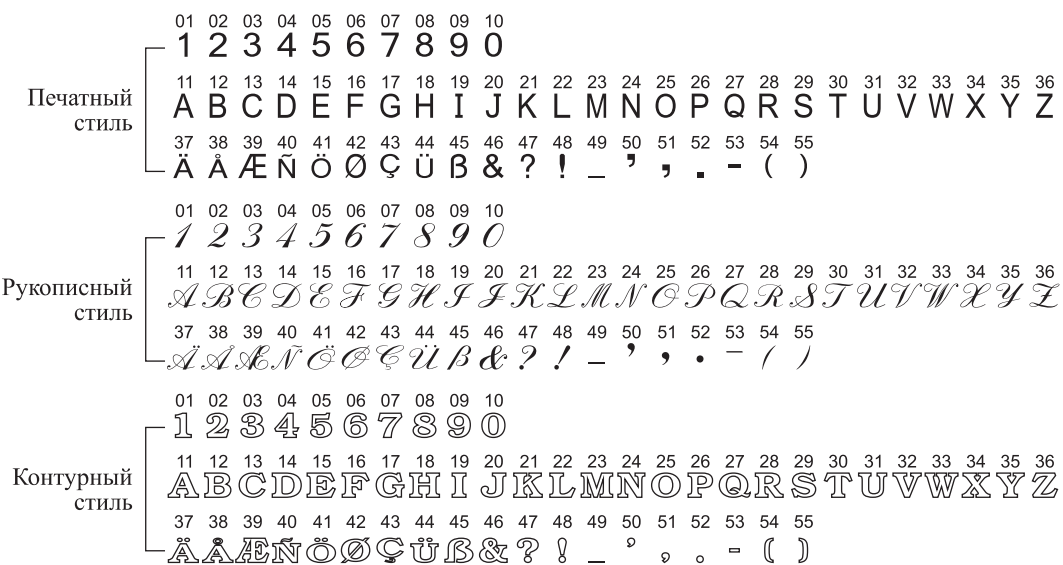 01 02 03 04 05 06 07 08 09 10
1 2 3 4 5 6 7 8 9 0
Печатный стиль
11 12 13 14 15 16 17 18 19 20 21 22 23 24 25 26 27 28 29 30 31 32 33 34 35 36
A B C D E F G H I J K L M N O P Q R S T U V W X Y Z
37 38 39 40 41 42 43 44 45 46 47 48 49 50 51 52 53 54 55
Ä Å Æ Ñ Ö Ø Ç Ü ß & ? ! _ ’ , . - ( )
01 02 03 04 05 06 07 08 09 10
1 2 3 4 5 6 7 8 9 0
Рукописный стиль
11 12 13 14 15 16 17 18 19 20 21 22 23 24 25 26 27 28 29 30 31 32 33 34 35 36
A B C D E F G H I J K L M N O P Q R S T U V W X Y Z
37 38 39 40 41 42 43 44 45 46 47 48 49 50 51 52 53 54 55
Ä Å Æ Ñ Ö Ø Ç Ü ß & ? ! _ ’ , . - ( )
01 02 03 04 05 06 07 08 09 10
1 2 3 4 5 6 7 8 9 0
Контурный стиль
11 12 13 14 15 16 17 18 19 20 21 22 23 24 25 26 27 28 29 30 31 32 33 34 35 36
A B C D E F G H I J K L M N O P Q R S T U V W X Y Z
37 38 39 40 41 42 43 44 45 46 47 48 49 50 51 52 53 54 55
Ä Å Æ Ñ Ö Ø Ç Ü ß & ? ! _ ’ , . - ( )